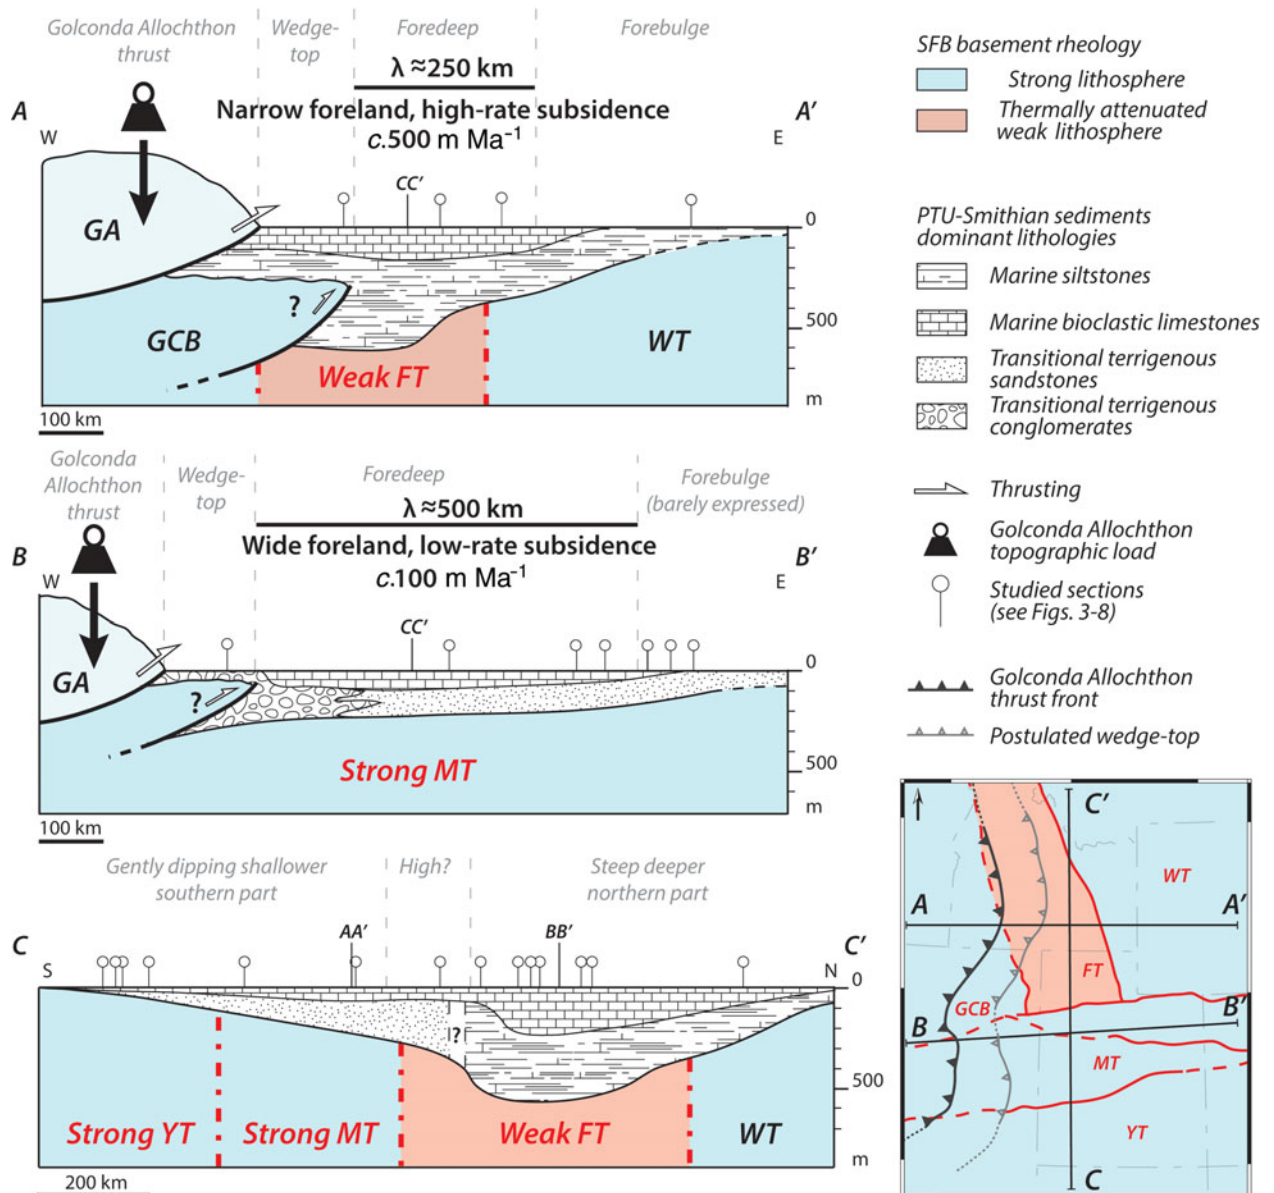 Golconda Allochthon
thrust
Wedge-
top
Foredeep
Forebulge
λ ≈250 km
A
W
Narrow foreland, high-rate subsidence
c.500 m Ma⁻¹
A'
E
CC'
GA
0
?
GCB
500
WT
Weak FT
m
100 km
Golconda
Allochthon
thrust
Wedge-
top
Foredeep
Forebulge
(barely expressed)
λ ≈500 km
B
W
Wide foreland, low-rate subsidence
c.100 m Ma⁻¹
B'
E
CC'
GA
0
?
Strong MT
500
m
100 km
Gently dipping shallower
southern part
High?
Steep deeper
northern part
C
S
AA'
BB'
C'
N
0
?
500
Strong YT
Strong MT
Weak FT
WT
m
200 km
SFB basement rheology
Strong lithosphere
Thermally attenuated
weak lithosphere
PTU-Smithian sediments
dominant lithologies
Marine siltstones
Marine bioclastic limestones
Transitional terrigenous
sandstones
Transitional terrigenous
conglomerates
Thrusting
Golconda Allochthon
topographic load
Studied sections
(see Figs. 3-8)
Golconda Allochthon
thrust front
Postulated wedge-top
C'
WT
A
A'
FT
GCB
B
B'
MT
YT
C